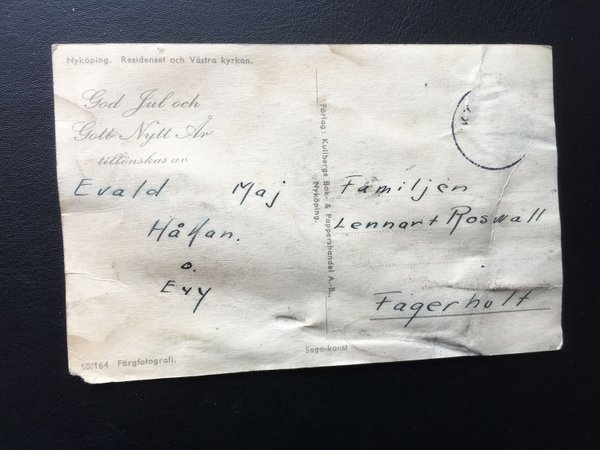 Nyköping. Residenset och Västra kyrkan.
God Jul och
Gott Nytt År
tillönskas av
Evald Maj
Håkan.
o.
Evy
Förlag: Kullbergs Bok- & Pappershandel A.-B.,
Nyköping.
Familjen
Lennart Roswall
Fagerholt
Saga-konst
50/164 Färgfotografi.